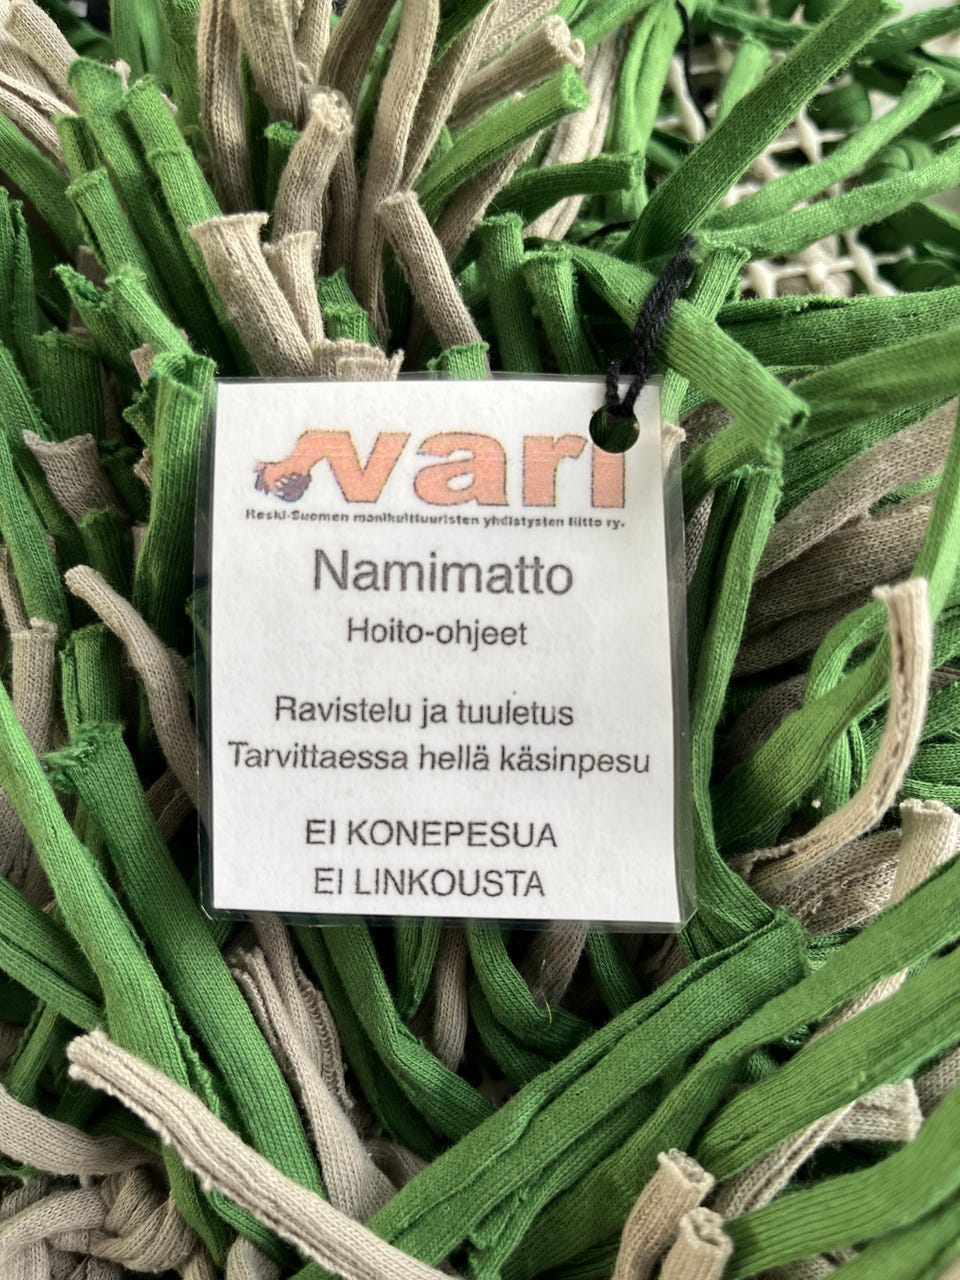 vari
Keski-Suomen monikulttuuristen yhdistysten liitto ry.
Namimatto
Hoito-ohjeet
Ravistelu ja tuuletus
Tarvittaessa hellä käsinpesu
EI KONEPESUA
EI LINKOUSTA